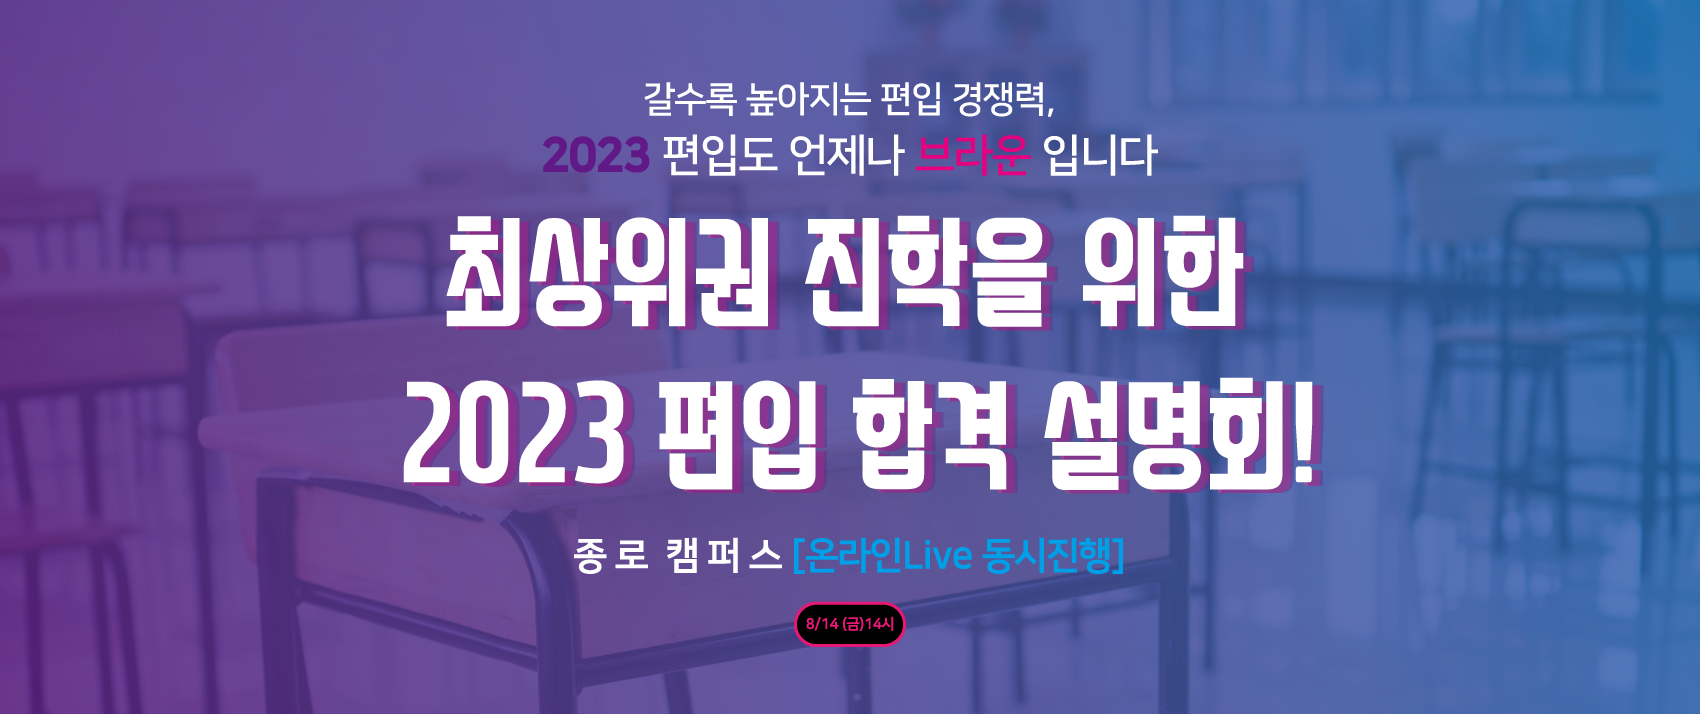 갈수록 높아지는 편입 경쟁력,
2023 편입도 언제나 브라운 입니다
최상위권 진학을 위한
2023 편입 합격 설명회!
종로 캠퍼스 [온라인Live 동시진행]
8/14 (금)14시